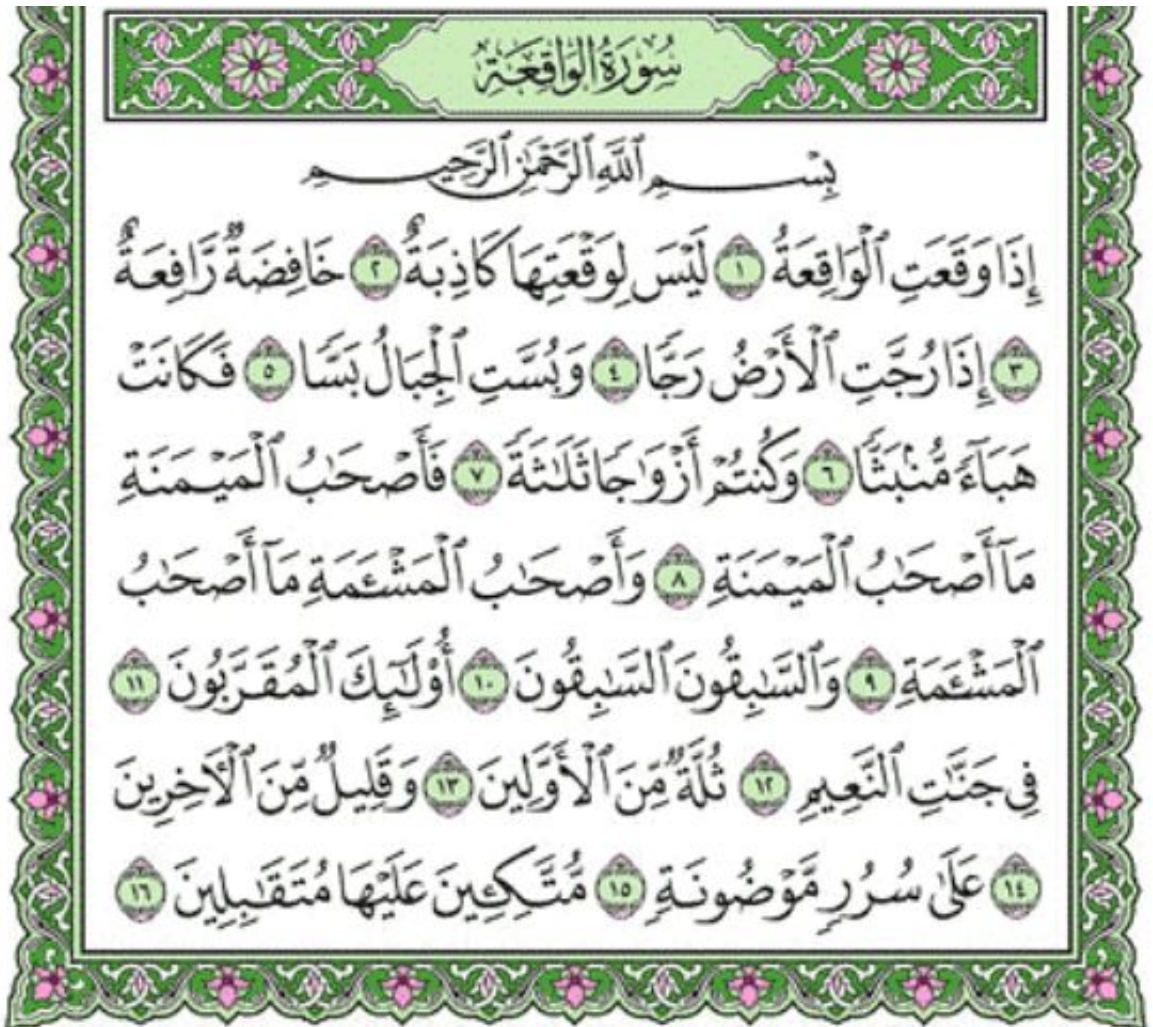 سُورَةُ الوَاقِعَة
بِسْمِ ٱللَّهِ ٱلرَّحْمَٰنِ ٱلرَّحِيمِ
إِذَا وَقَعَتِ ٱلْوَاقِعَةُ ١ لَيْسَ لِوَقْعَتِهَا كَاذِبَةٌ ٢ خَافِضَةٌ رَّافِعَةٌ
٣ إِذَا رُجَّتِ ٱلْأَرْضُ رَجًّا ٤ وَبُسَّتِ ٱلْجِبَالُ بَسًّا ٥ فَكَانَتْ
هَبَآءً مُّنۢبَثًّا ٦ وَكُنتُمْ أَزْوَٰجًا ثَلَٰثَةً ٧ فَأَصْحَٰبُ ٱلْمَيْمَنَةِ
مَآ أَصْحَٰبُ ٱلْمَيْمَنَةِ ٨ وَأَصْحَٰبُ ٱلْمَشْـَٔمَةِ مَآ أَصْحَٰبُ
ٱلْمَشْـَٔمَةِ ٩ وَٱلسَّٰبِقُونَ ٱلسَّٰبِقُونَ ١٠ أُو۟لَٰٓئِكَ ٱلْمُقَرَّبُونَ ١١
فِى جَنَّٰتِ ٱلنَّعِيمِ ١٢ ثُلَّةٌ مِّنَ ٱلْأَوَّلِينَ ١٣ وَقَلِيلٌ مِّنَ ٱلْـَٔاخِرِينَ
١٤ عَلَىٰ سُرُرٍ مَّوْضُونَةٍ ١٥ مُّتَّكِـِٔينَ عَلَيْهَا مُتَقَٰبِلِينَ ١٦